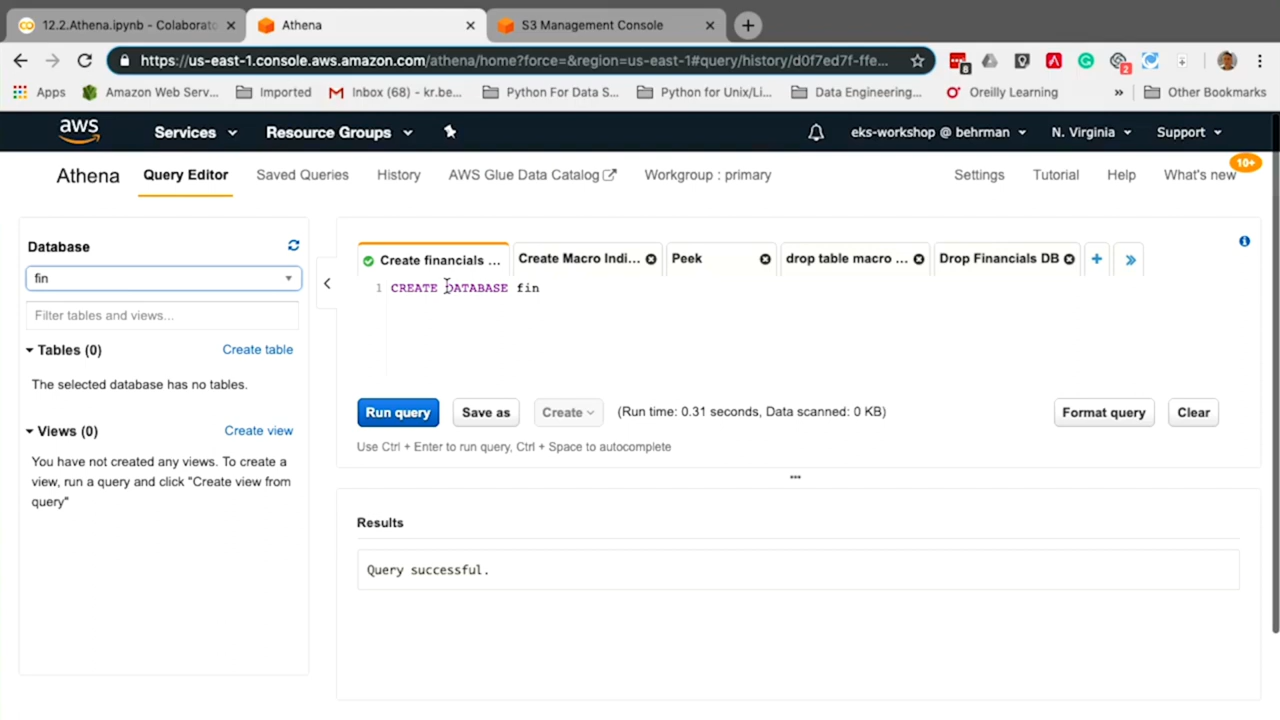 12.2.Athena.ipynb - Colaborato
Athena
S3 Management Console
https://us-east-1.console.aws.amazon.com/athena/home?force=&region=us-east-1#query/history/d0f7ed7f-ffe...
8
2
Apps
Amazon Web Serv...
Imported
Inbox (68) - kr.be...
Python For Data S...
Python for Unix/Li...
Data Engineering...
Oreilly Learning
»
Other Bookmarks
aws
Services
Resource Groups
eks-workshop @ behrman
N. Virginia
Support
Athena
Query Editor
Saved Queries
History
AWS Glue Data Catalog
Workgroup : primary
Settings
Tutorial
Help
What's new
10+
Database
fin
Filter tables and views...
Tables (0)
Create table
The selected database has no tables.
Views (0)
Create view
You have not created any views. To create a
view, run a query and click "Create view from
query"
Create financials ...
Create Macro Indi...
Peek
drop table macro ...
Drop Financials DB
+
»
1 CREATE DATABASE fin
Run query
Save as
Create
(Run time: 0.31 seconds, Data scanned: 0 KB)
Format query
Clear
Use Ctrl + Enter to run query, Ctrl + Space to autocomplete
Results
Query successful.